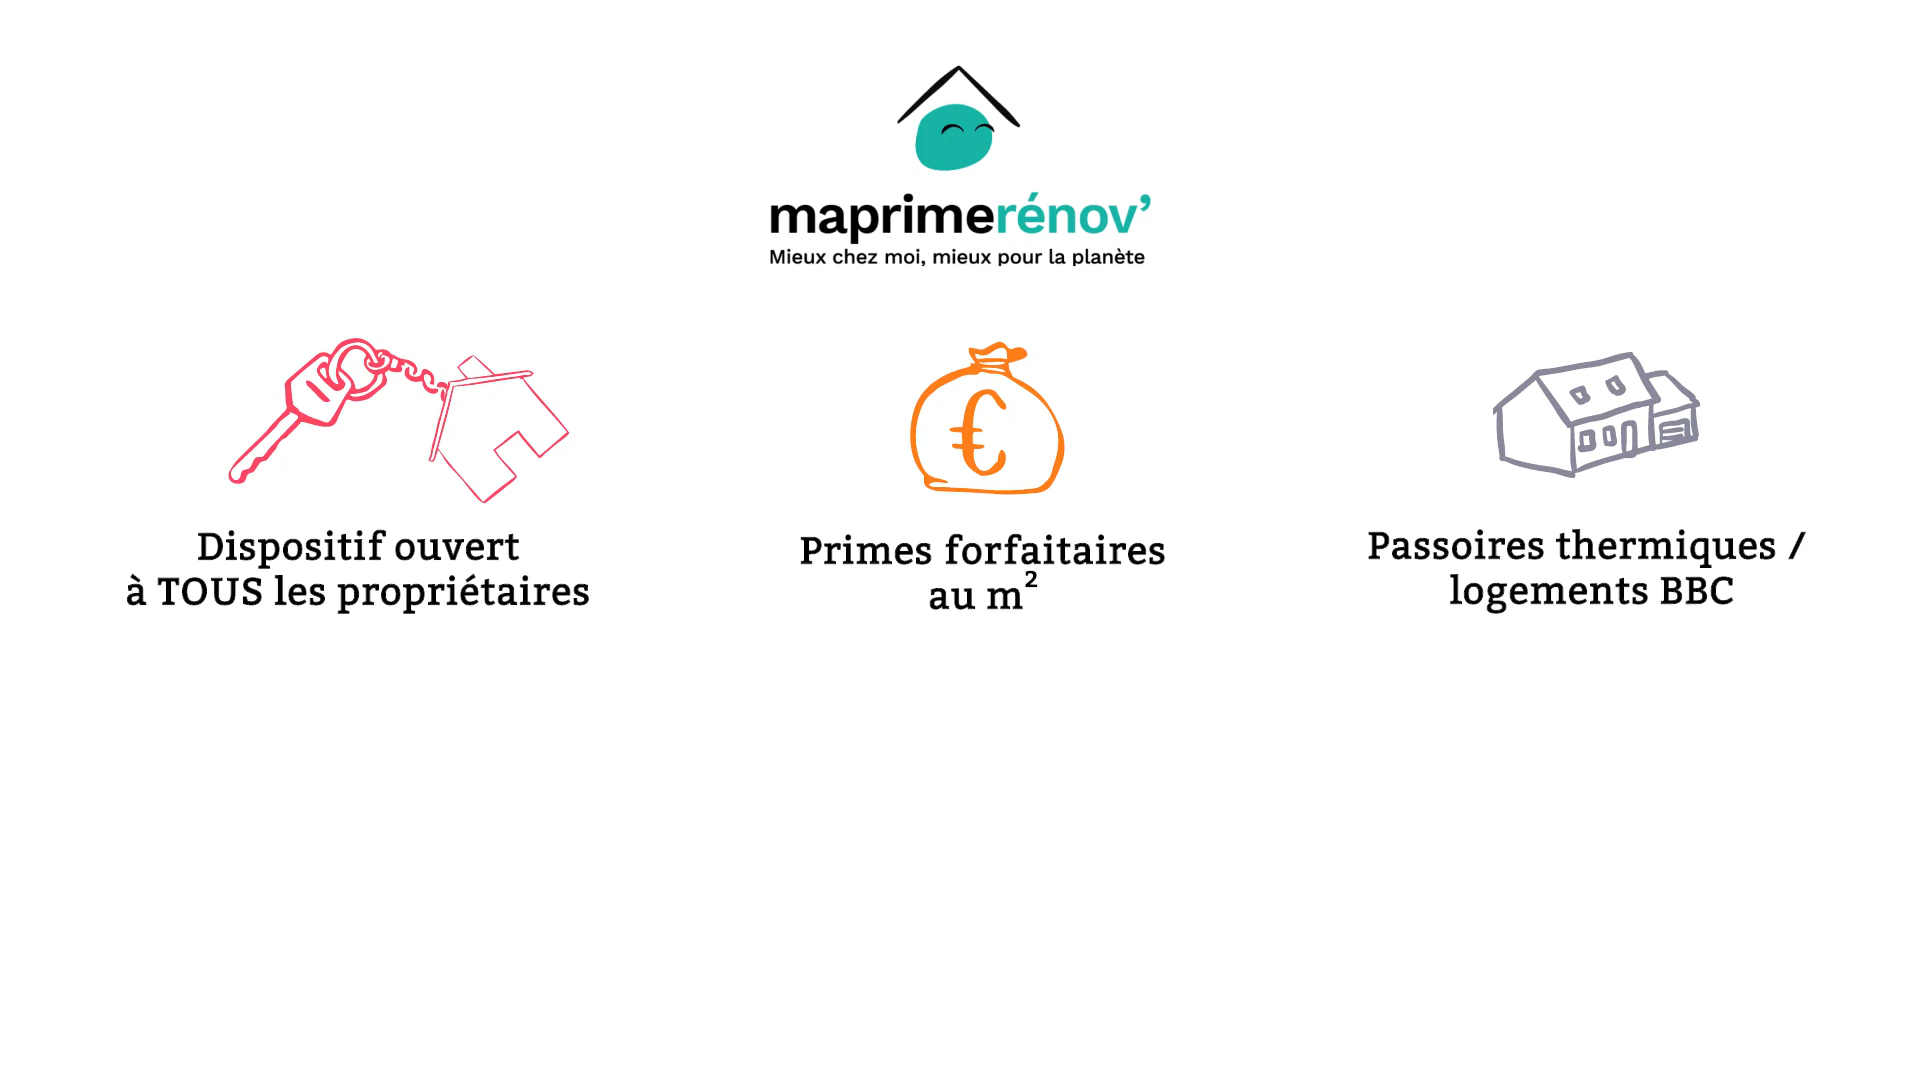 maprimerénov’
Mieux chez moi, mieux pour la planète
€
Dispositif ouvert
à TOUS les propriétaires
Primes forfaitaires
au m²
Passoires thermiques /
logements BBC